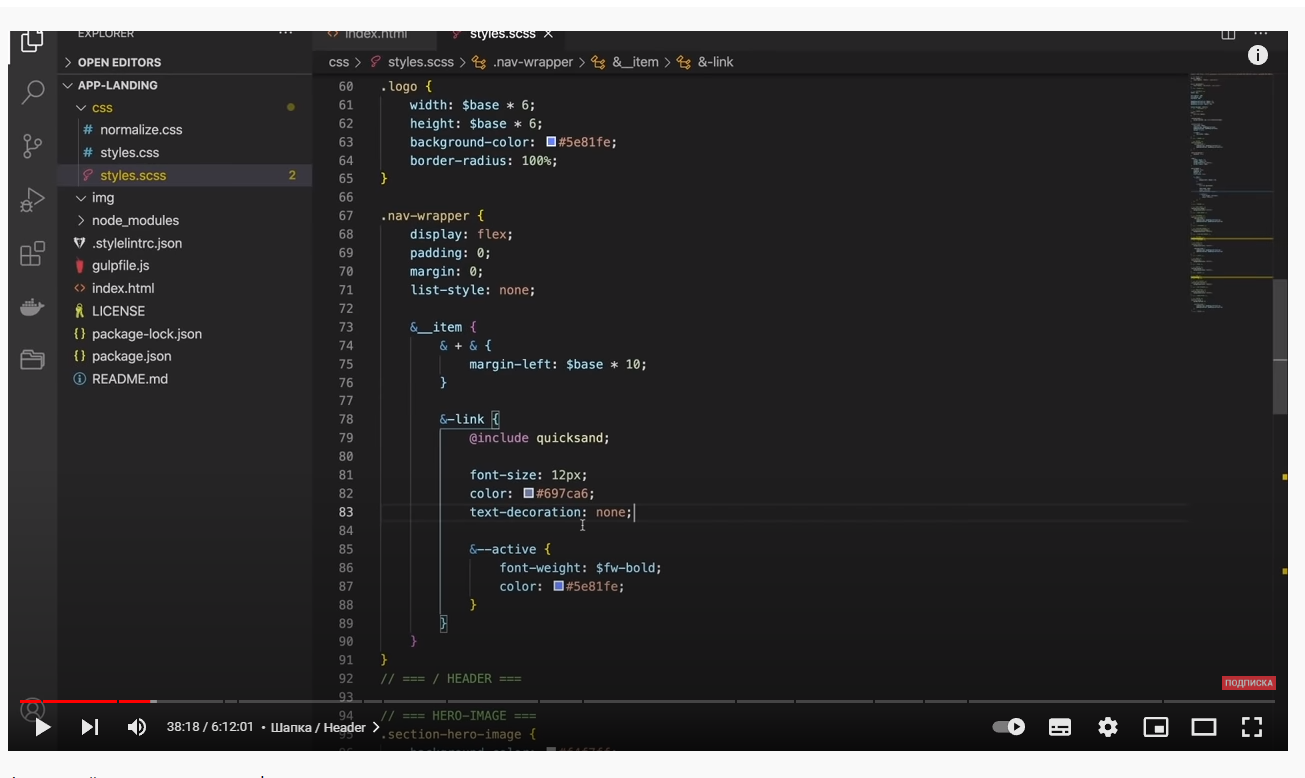 EXPLORER
···
OPEN EDITORS
APP-LANDING
css
normalize.css
styles.css
styles.scss 2
img
node_modules
.stylelintrc.json
gulpfile.js
index.html
LICENSE
package-lock.json
package.json
README.md
index.html styles.scss ×
css > styles.scss > .nav-wrapper > &__item > &-link
60 .logo {
61 width: $base * 6;
62 height: $base * 6;
63 background-color: #5e81fe;
64 border-radius: 100%;
65 }
66
67 .nav-wrapper {
68 display: flex;
69 padding: 0;
70 margin: 0;
71 list-style: none;
72
73 &__item {
74 & + & {
75 margin-left: $base * 10;
76 }
77
78 &-link {
79 @include quicksand;
80
81 font-size: 12px;
82 color: #697ca6;
83 text-decoration: none;
84
85 &--active {
86 font-weight: $fw-bold;
87 color: #5e81fe;
88 }
89 }
90 }
91 }
92 // === / HEADER ===
93
94 // === HERO-IMAGE ===
95 .section-hero-image {
ПОДПИСКА
38:18 / 6:12:01 • Шапка / Header >